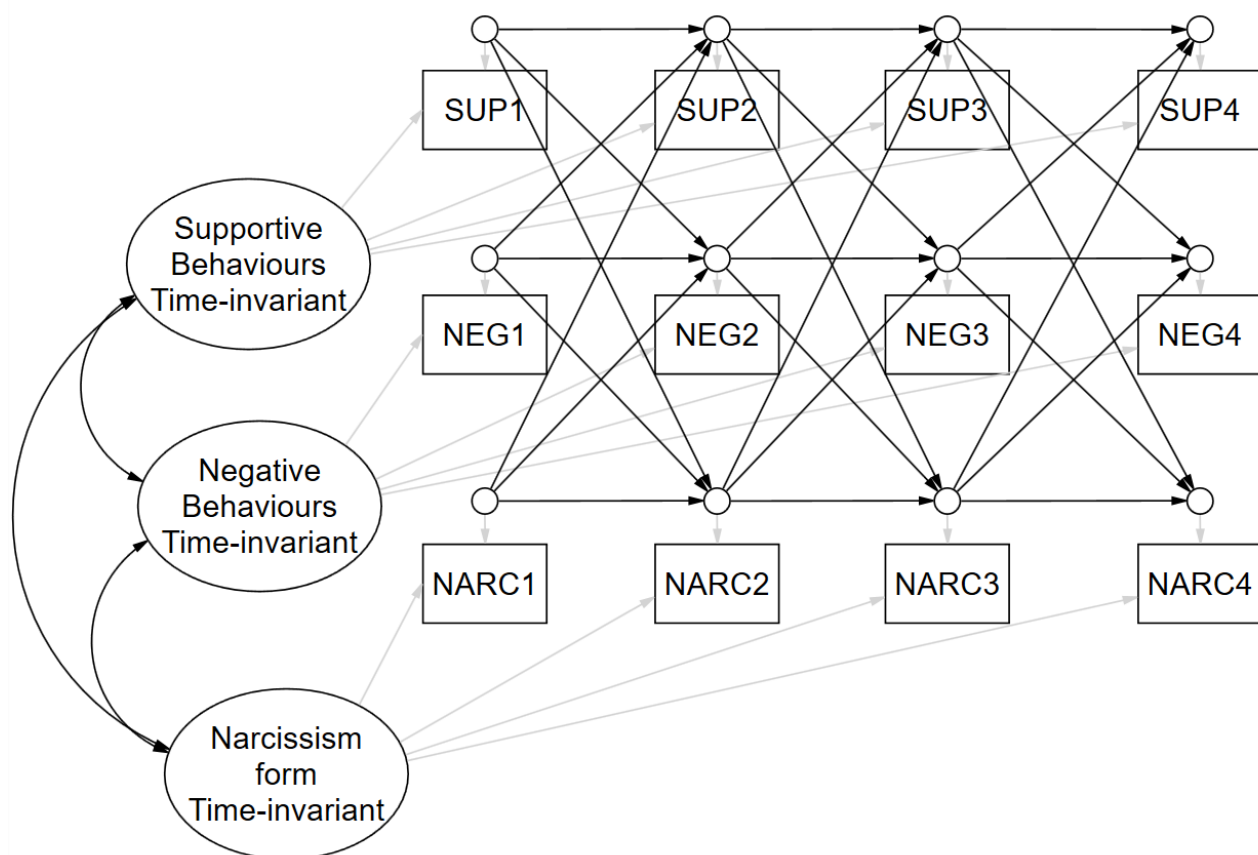 SUP1
SUP2
SUP3
SUP4
Supportive
Behaviours
Time-invariant
NEG1
NEG2
NEG3
NEG4
Negative
Behaviours
Time-invariant
NARC1
NARC2
NARC3
NARC4
Narcissism
form
Time-invariant